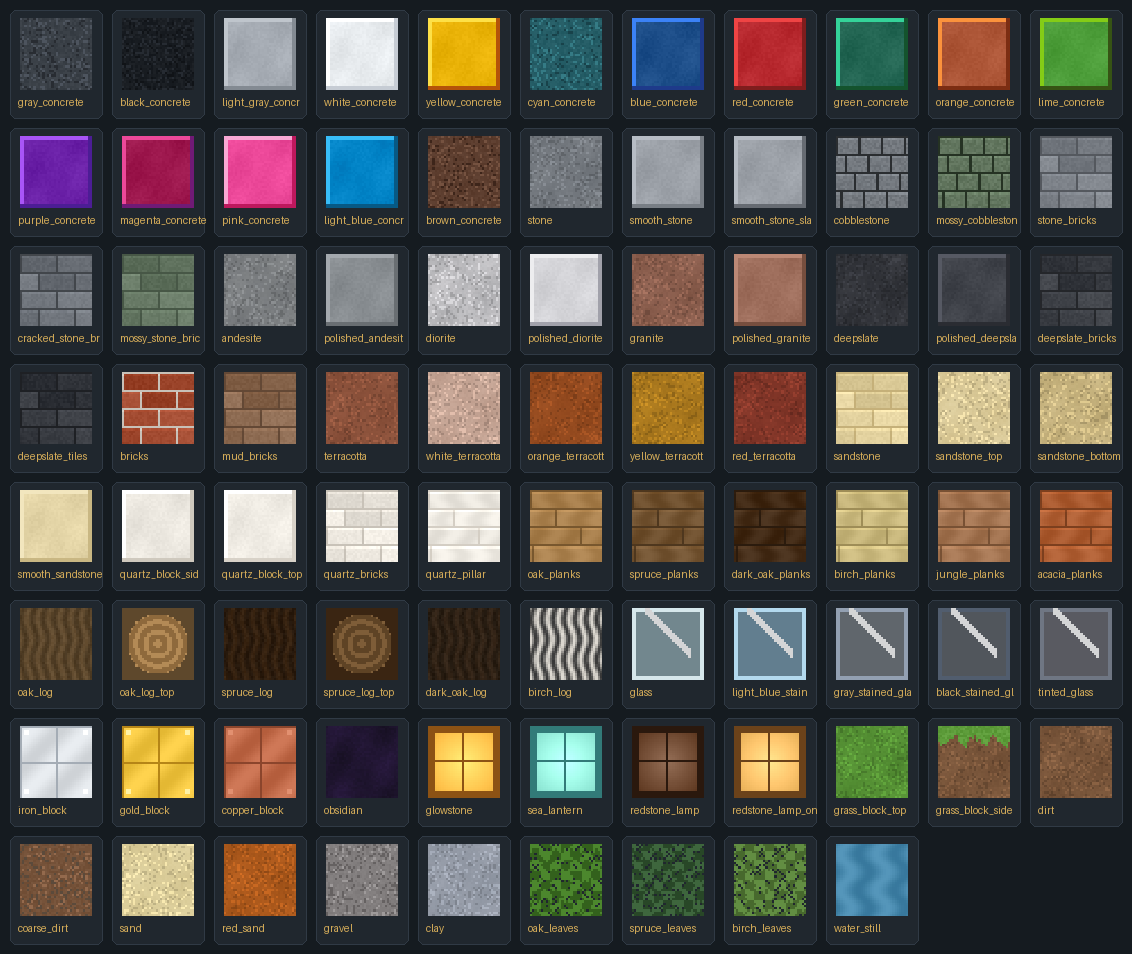 gray_concrete
black_concrete
light_gray_concr
white_concrete
yellow_concrete
cyan_concrete
blue_concrete
red_concrete
green_concrete
orange_concrete
lime_concrete
purple_concrete
magenta_concrete
pink_concrete
light_blue_concr
brown_concrete
stone
smooth_stone
smooth_stone_sla
cobblestone
mossy_cobbleston
stone_bricks
cracked_stone_br
mossy_stone_bric
andesite
polished_andesit
diorite
polished_diorite
granite
polished_granite
deepslate
polished_deepsla
deepslate_bricks
deepslate_tiles
bricks
mud_bricks
terracotta
white_terracotta
orange_terracott
yellow_terracott
red_terracotta
sandstone
sandstone_top
sandstone_bottom
smooth_sandstone
quartz_block_sid
quartz_block_top
quartz_bricks
quartz_pillar
oak_planks
spruce_planks
dark_oak_planks
birch_planks
jungle_planks
acacia_planks
oak_log
oak_log_top
spruce_log
spruce_log_top
dark_oak_log
birch_log
glass
light_blue_stain
gray_stained_gla
black_stained_gl
tinted_glass
iron_block
gold_block
copper_block
obsidian
glowstone
sea_lantern
redstone_lamp
redstone_lamp_on
grass_block_top
grass_block_side
dirt
coarse_dirt
sand
red_sand
gravel
clay
oak_leaves
spruce_leaves
birch_leaves
water_still